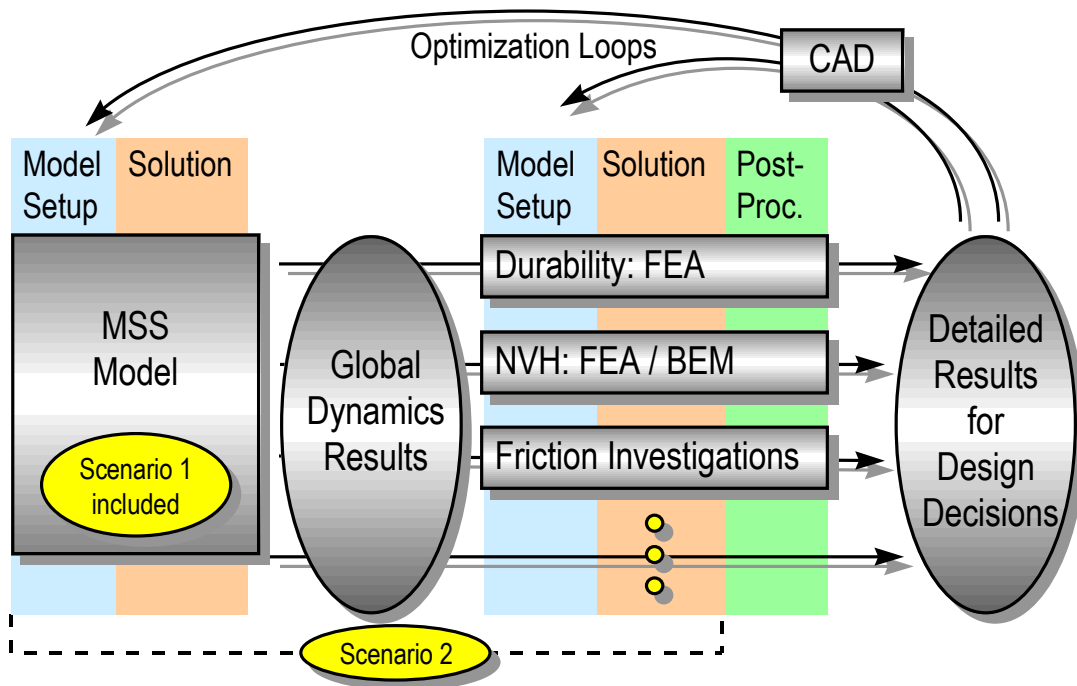 Optimization Loops
CAD
Model
Setup
Solution
Model
Setup
Solution
Post-
Proc.
MSS
Model
Scenario 1
included
Global
Dynamics
Results
Durability: FEA
NVH: FEA / BEM
Friction Investigations
Detailed
Results
for
Design
Decisions
Scenario 2